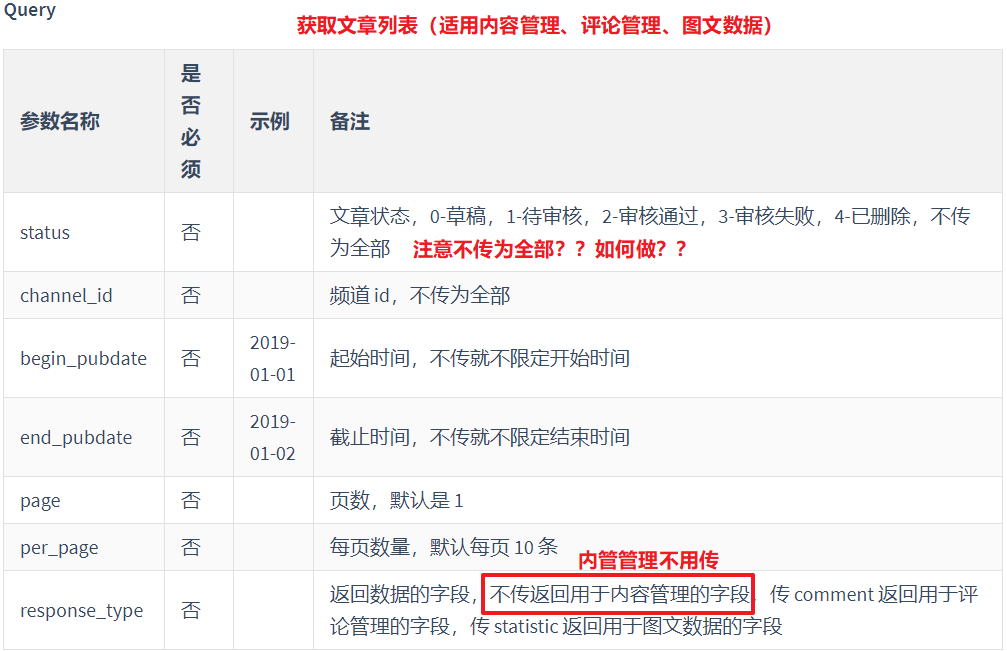 Query
获取文章列表（适用内容管理、评论管理、图文数据）
参数名称
是
否
必
须
示例
备注
status
否
文章状态，0-草稿，1-待审核，2-审核通过，3-审核失败，4-已删除，不传
为全部 注意不传为全部？？如何做？？
channel_id
否
频道 id，不传为全部
begin_pubdate
否
2019-
01-01
起始时间，不传就不限定开始时间
end_pubdate
否
2019-
01-02
截止时间，不传就不限定结束时间
page
否
页数，默认是 1
per_page
否
每页数量，默认每页 10 条
内管管理不用传
response_type
否
返回数据的字段，不传返回用于内容管理的字段，传 comment 返回用于评
论管理的字段，传 statistic 返回用于图文数据的字段